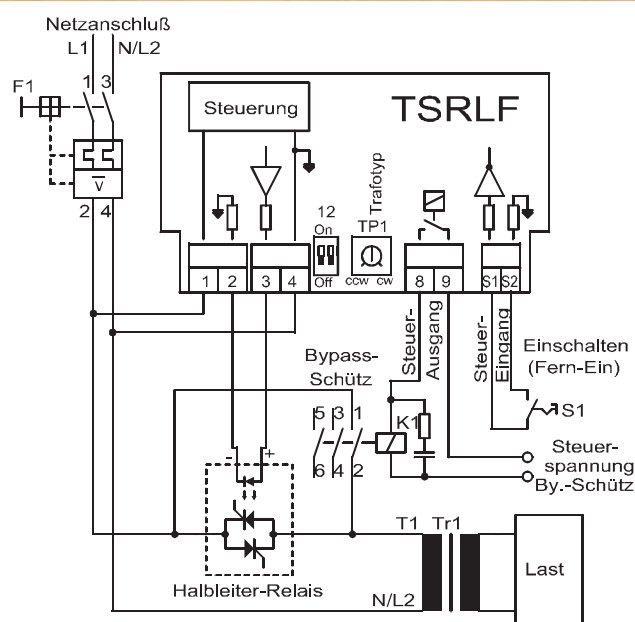 Netzanschluß
L1 N/L2
F1
1 3
V
2 4
Steuerung
TSRLF
12
On
Off
TP1
Trafotyp
ccw cw
1 2 3 4
8 9
S1 S2
Steuer-
Ausgang
Steuer-
Eingang
Einschalten
(Fern-Ein)
S1
Bypass-
Schütz
5 3 1
6 4 2
K1
Steuer-
spannung
By.-Schütz
- +
Halbleiter-Relais
T1 Tr1
N/L2
Last